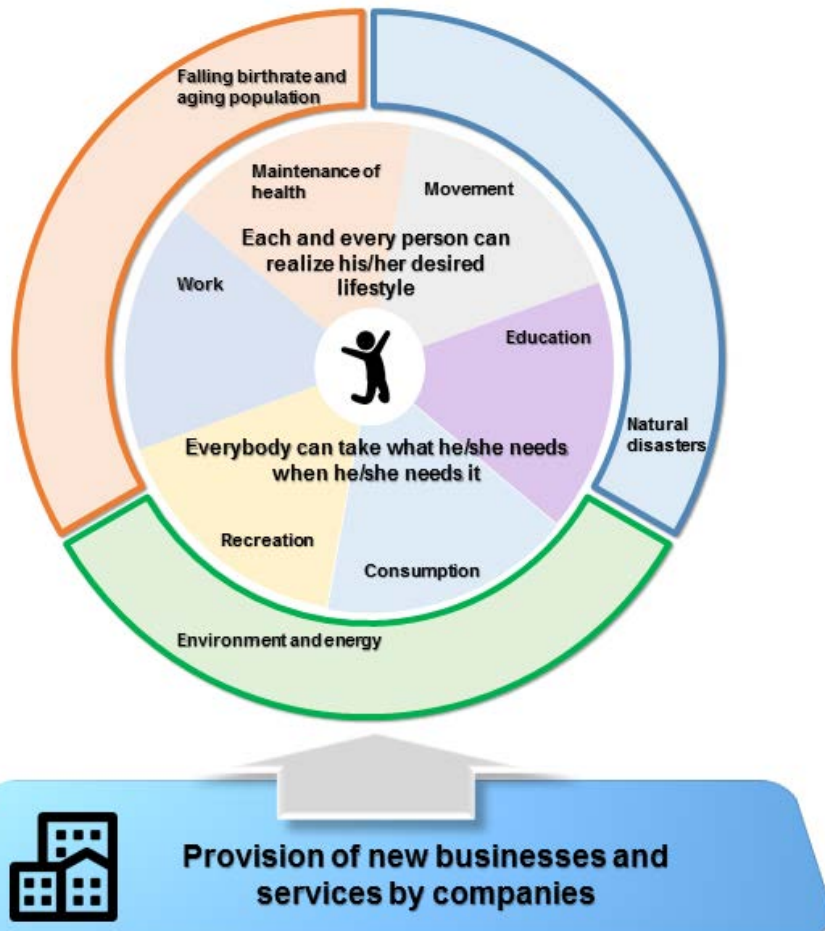 Falling birthrate and
aging population
Maintenance of
health
Movement
Each and every person can
realize his/her desired
lifestyle
Work
Education
Natural
disasters
Everybody can take what he/she needs
when he/she needs it
Recreation
Consumption
Environment and energy
Provision of new businesses and
services by companies